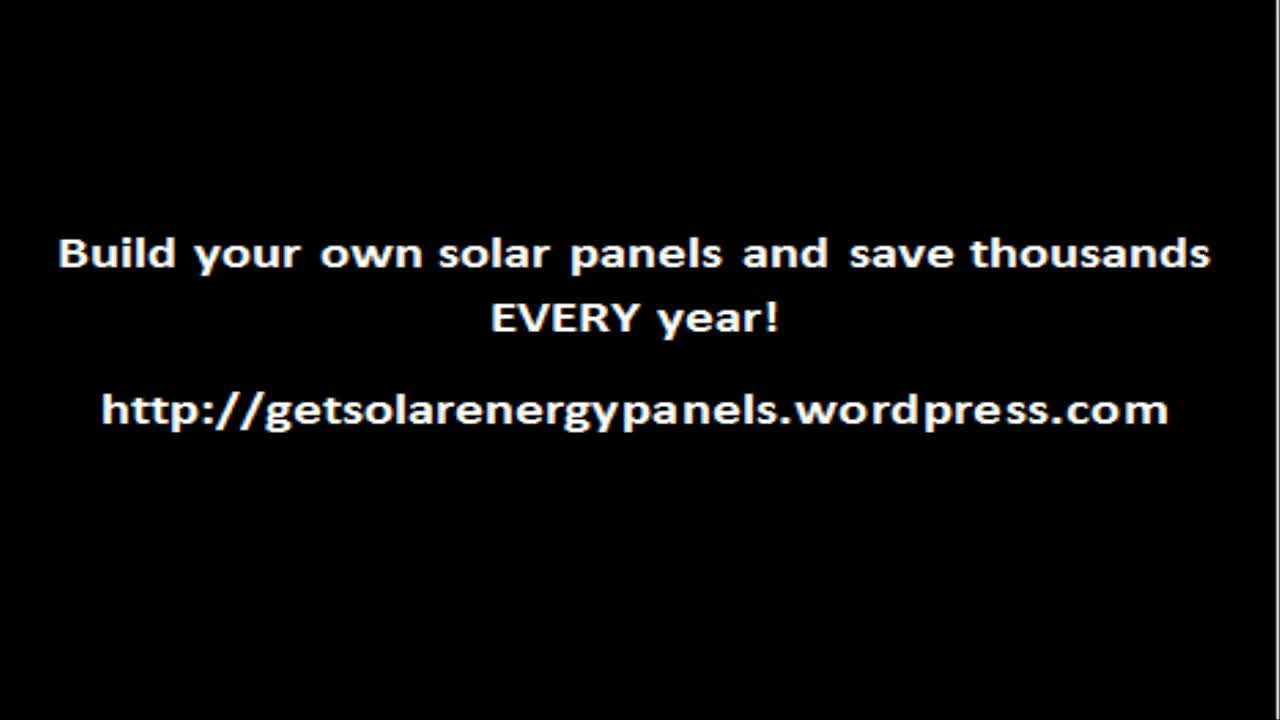 Build your own solar panels and save thousands
EVERY year!
http://getsolarenergypanels.wordpress.com